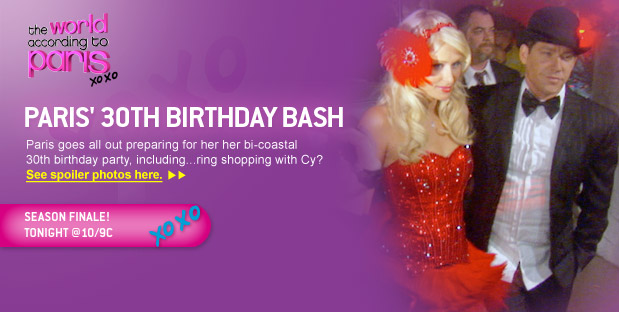 the world
according to
paris
xoxo
PARIS' 30TH BIRTHDAY BASH
Paris goes all out preparing for her her bi-coastal
30th birthday party, including...ring shopping with Cy?
See spoiler photos here.
SEASON FINALE!
TONIGHT @10/9C
XOXO